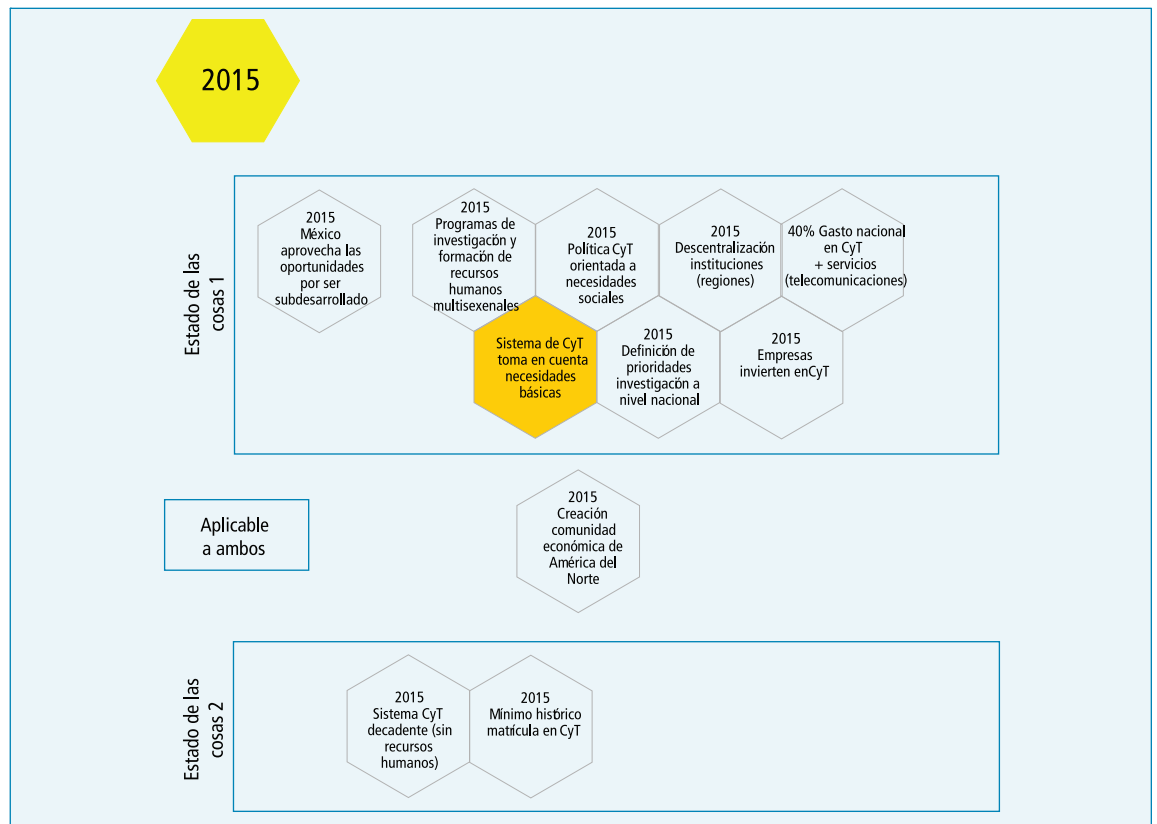 2015
Estado de las
cosas 1
2015
México
aprovecha las
oportunidades
por ser
subdesarrollado
2015
Programas de
investigación y
formación de
recursos
humanos
multisexenales
2015
Política CyT
orientada a
necesidades
sociales
2015
Descentralización
instituciones
(regiones)
40% Gasto nacional
en CyT
+ servicios
(telecomunicaciones)
Sistema de CyT
toma en cuenta
necesidades
básicas
2015
Definición de
prioridades
investigación a
nivel nacional
2015
Empresas
invierten enCyT
Aplicable
a ambos
2015
Creación
comunidad
económica de
América del
Norte
Estado de las
cosas 2
2015
Sistema CyT
decadente (sin
recursos
humanos)
2015
Mínimo histórico
matrícula en CyT